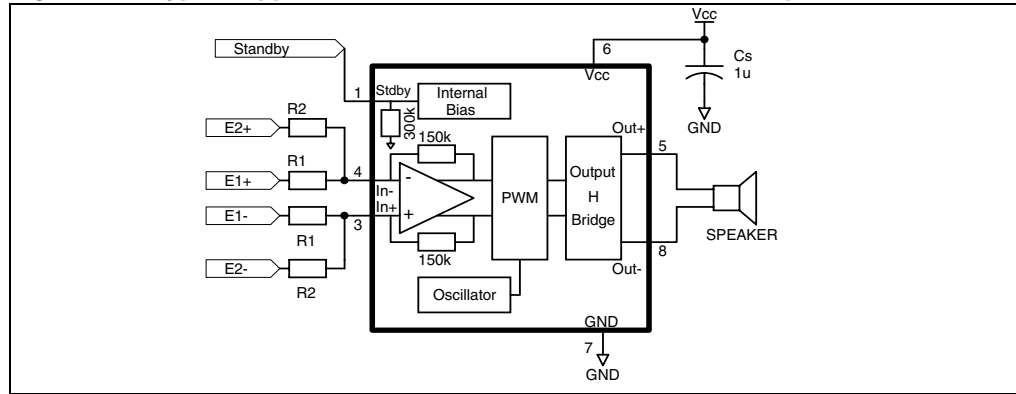 Vcc
Standby
6
Cs
1u
Vcc
1
Stdby
Internal
Bias
300k
GND
R2
E2+
Out+
150k
5
R1
4
E1+
In-
-
PWM
Output
H
Bridge
In+
E1-
3
+
R1
SPEAKER
150k
8
E2-
Out-
R2
Oscillator
GND
7
GND